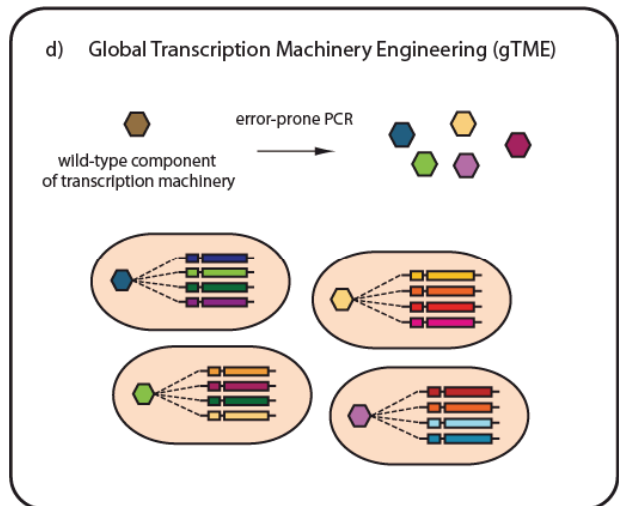 d) Global Transcription Machinery Engineering (gTME)
error-prone PCR
wild-type component
of transcription machinery